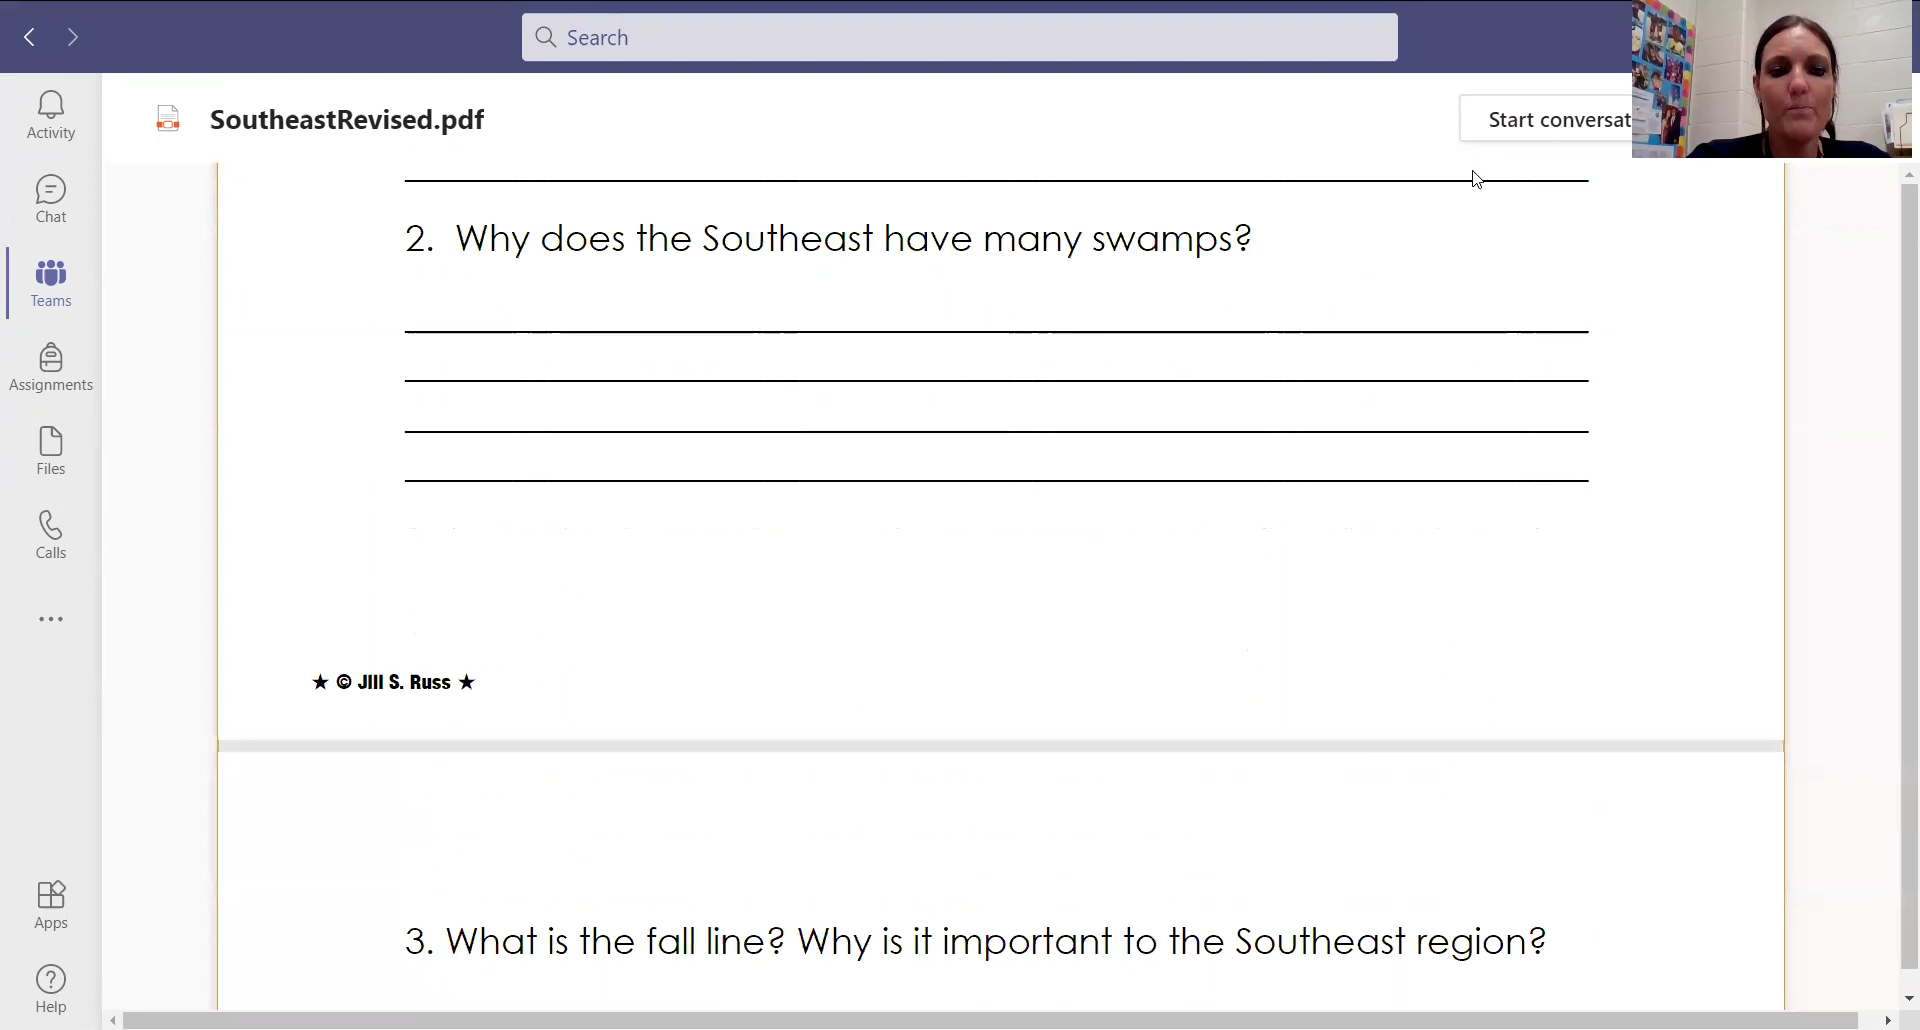 Search
SoutheastRevised.pdf
Start conversat
Activity
Chat
Teams
Assignments
Files
Calls
Apps
Help
2. Why does the Southeast have many swamps?
★ © Jill S. Russ ★
3. What is the fall line? Why is it important to the Southeast region?